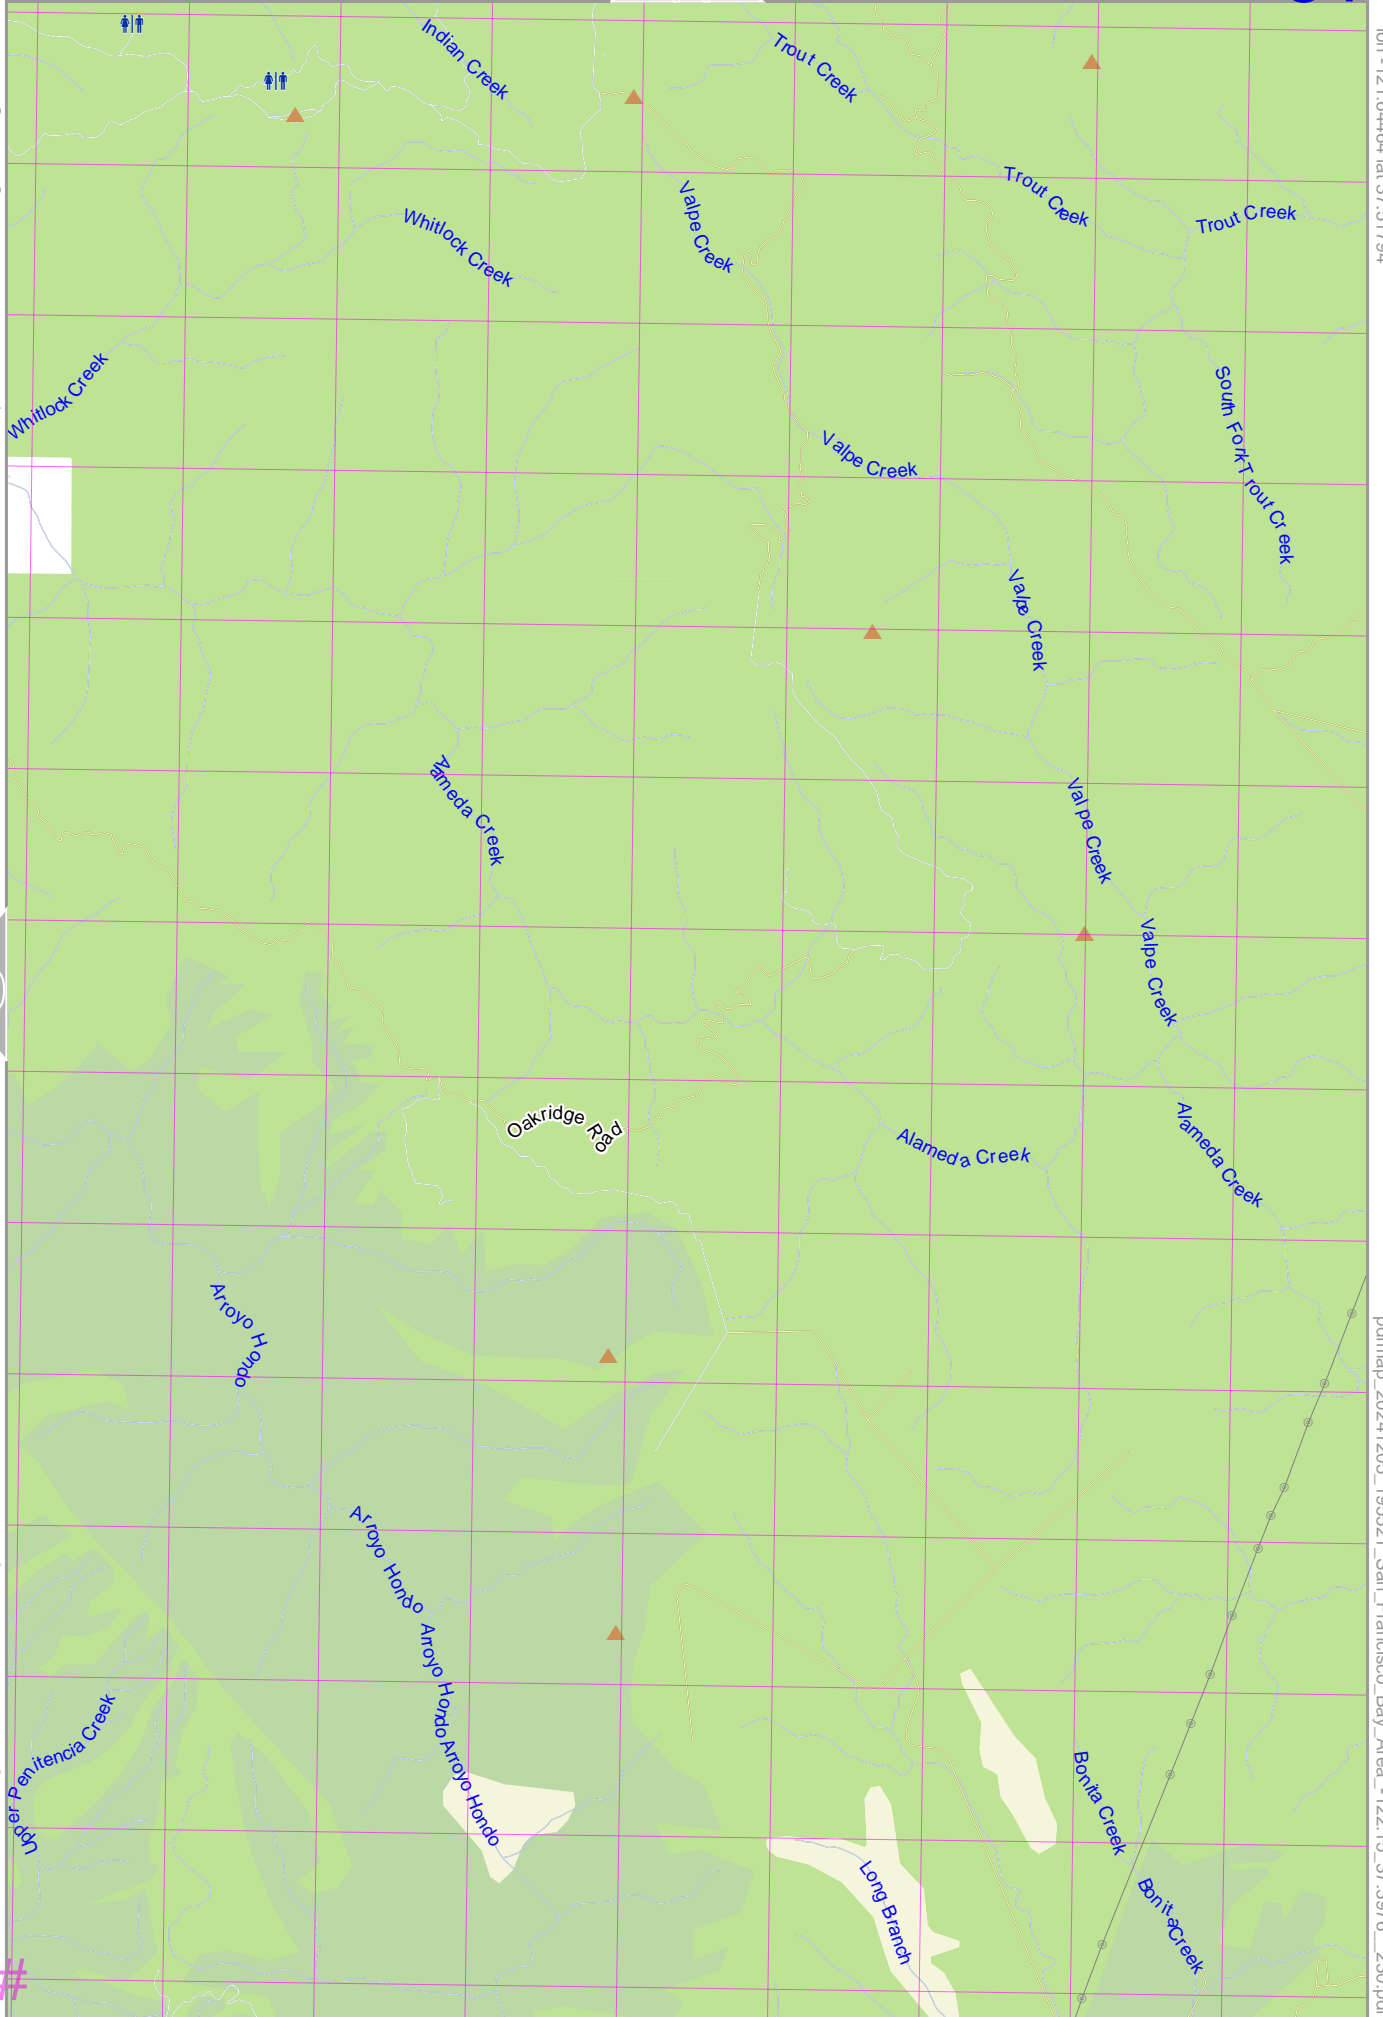 Indian Creek
Trout Creek
Trout Creek
Trout Creek
Whitlock Creek
Valpe Creek
Whitlock Creek
South Fork Trout Creek
Valpe Creek
Valpe Creek
Alameda Creek
Valpe Creek
Valpe Creek
Oakridge Road
Alameda Creek
Alameda Creek
Arroyo Hondo
Arroyo Hondo
Arroyo Hondo
Arroyo Hondo
Upper Penitencia Creek
Bonita Creek
Long Branch
Bonita Creek
#